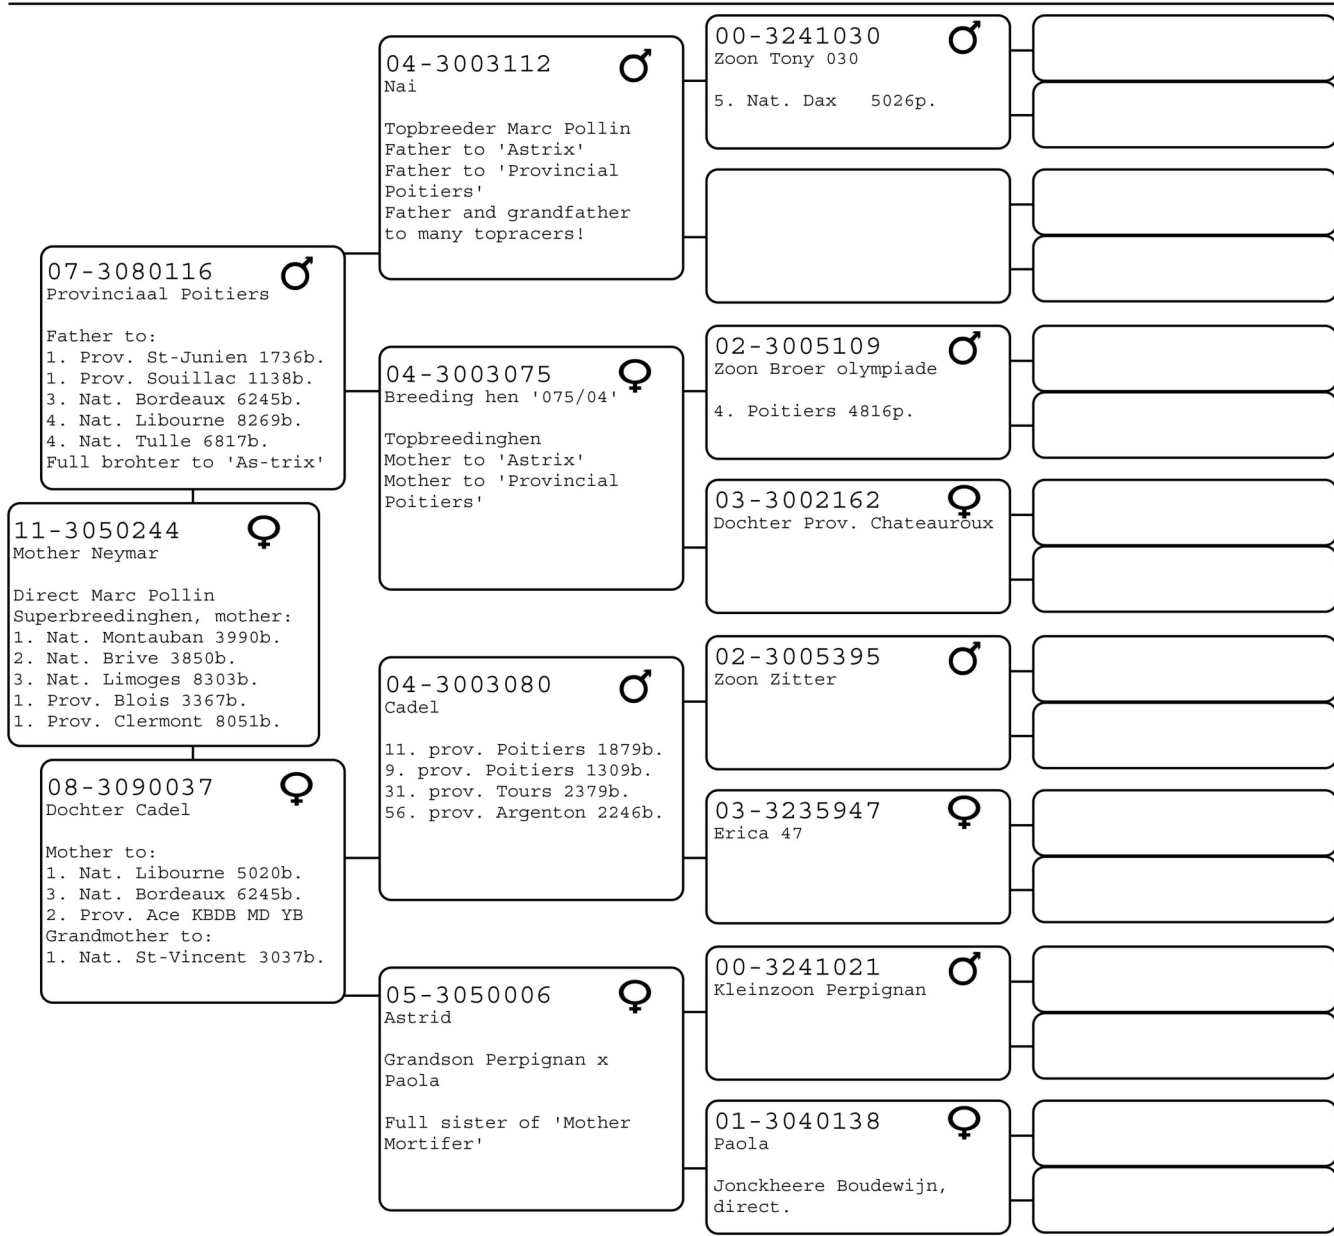 00-3241030
Zoon Tony 030
5. Nat. Dax 5026p.
04-3003112
Nai
Topbreeder Marc Pollin
Father to 'Astrix'
Father to 'Provincial
Poitiers'
Father and grandfather
to many topracers!
07-3080116
Provinciaal Poitiers
Father to:
1. Prov. St-Junien 1736b.
1. Prov. Souillac 1138b.
3. Nat. Bordeaux 6245b.
4. Nat. Libourne 8269b.
4. Nat. Tulle 6817b.
Full brohter to 'As-trix'
02-3005109
Zoon Broer olympiade
4. Poitiers 4816p.
04-3003075
Breeding hen '075/04'
Topbreedinghen
Mother to 'Astrix'
Mother to 'Provincial
Poitiers'
03-3002162
Dochter Prov. Chateauroux
11-3050244
Mother Neymar
Direct Marc Pollin
Superbreedinghen, mother:
1. Nat. Montauban 3990b.
2. Nat. Brive 3850b.
3. Nat. Limoges 8303b.
1. Prov. Blois 3367b.
1. Prov. Clermont 8051b.
02-3005395
Zoon Zitter
04-3003080
Cadel
11. prov. Poitiers 1879b.
9. prov. Poitiers 1309b.
31. prov. Tours 2379b.
56. prov. Argenton 2246b.
03-3235947
Erica 47
08-3090037
Dochter Cadel
Mother to:
1. Nat. Libourne 5020b.
3. Nat. Bordeaux 6245b.
2. Prov. Ace KBDB MD YB
Grandmother to:
1. Nat. St-Vincent 3037b.
00-3241021
Kleinzoon Perpignan
05-3050006
Astrid
Grandson Perpignan x
Paola
Full sister of 'Mother
Mortifer'
01-3040138
Paola
Jonckheere Boudewijn,
direct.